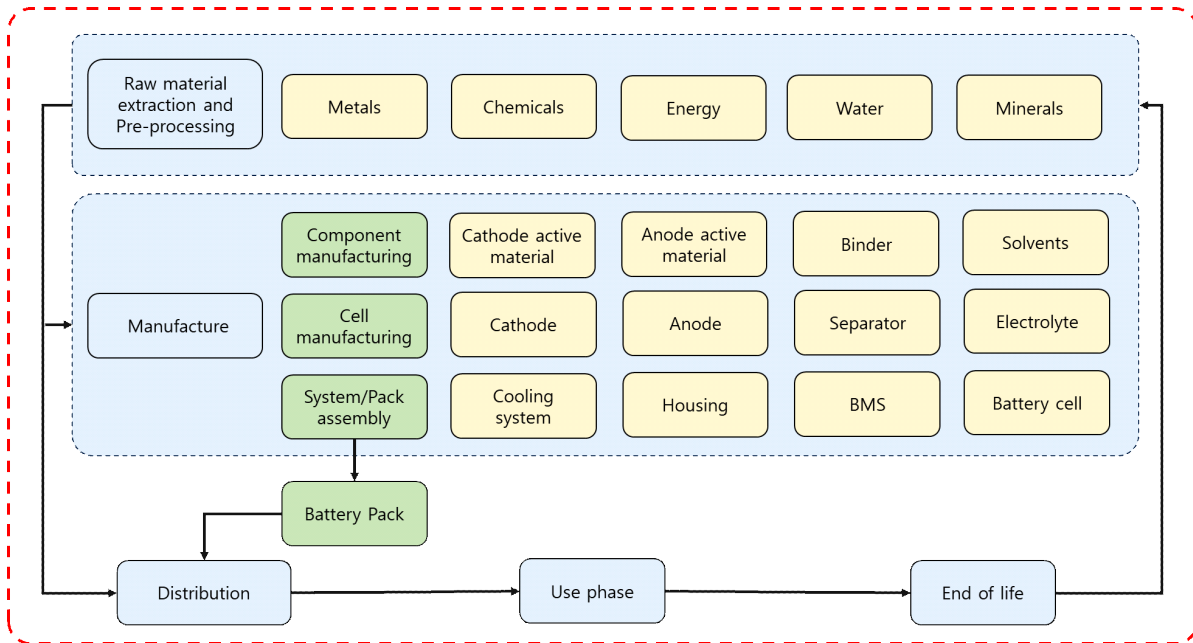 Raw material
extraction and
Pre-processing
Metals
Chemicals
Energy
Water
Minerals
Component
manufacturing
Cathode active
material
Anode active
material
Binder
Solvents
Manufacture
Cell
manufacturing
Cathode
Anode
Separator
Electrolyte
System/Pack
assembly
Cooling
system
Housing
BMS
Battery cell
Battery Pack
Distribution
Use phase
End of life